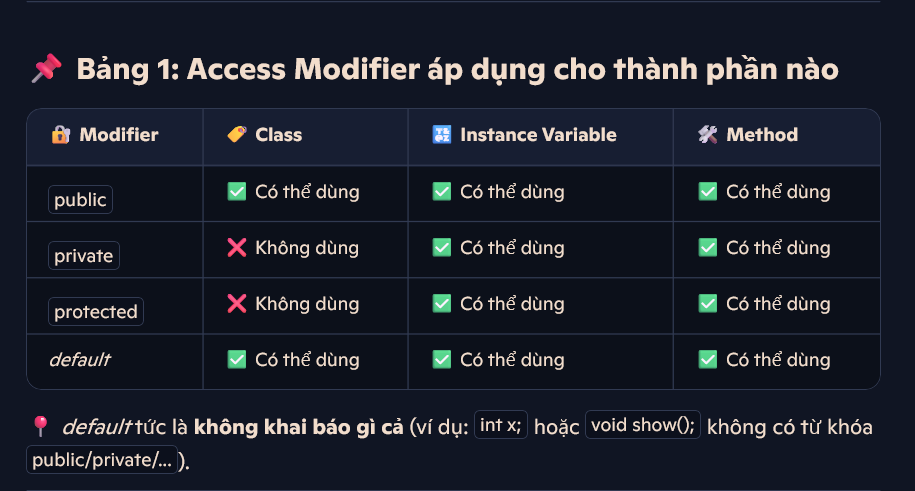 📌 Bảng 1: Access Modifier áp dụng cho thành phần nào
🔐 Modifier 🏷️ Class 🔠 Instance Variable 🛠️ Method
public ✅ Có thể dùng ✅ Có thể dùng ✅ Có thể dùng
private ❌ Không dùng ✅ Có thể dùng ✅ Có thể dùng
protected ❌ Không dùng ✅ Có thể dùng ✅ Có thể dùng
default ✅ Có thể dùng ✅ Có thể dùng ✅ Có thể dùng
📍 default tức là không khai báo gì cả (ví dụ: int x; hoặc void show(); không có từ khóa
public/private/... ).